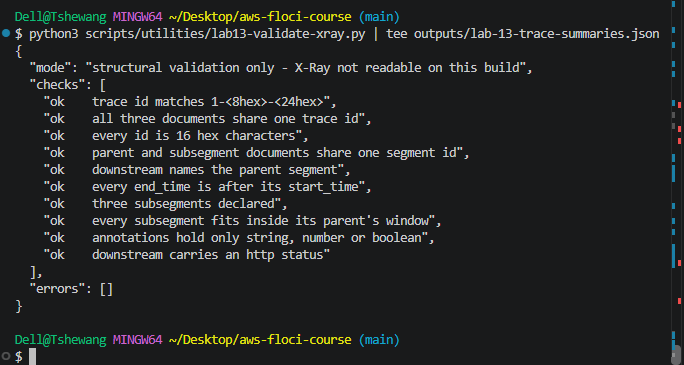 Dell@Tshewang MINGW64 ~/Desktop/aws-floci-course (main)
$ python3 scripts/utilities/lab13-validate-xray.py | tee outputs/lab-13-trace-summaries.json
{
  "mode": "structural validation only - X-Ray not readable on this build",
  "checks": [
    "ok    trace id matches 1-<8hex>-<24hex>",
    "ok    all three documents share one trace id",
    "ok    every id is 16 hex characters",
    "ok    parent and subsegment documents share one segment id",
    "ok    downstream names the parent segment",
    "ok    every end_time is after its start_time",
    "ok    three subsegments declared",
    "ok    every subsegment fits inside its parent's window",
    "ok    annotations hold only string, number or boolean",
    "ok    downstream carries an http status"
  ],
  "errors": []
}
Dell@Tshewang MINGW64 ~/Desktop/aws-floci-course (main)
$